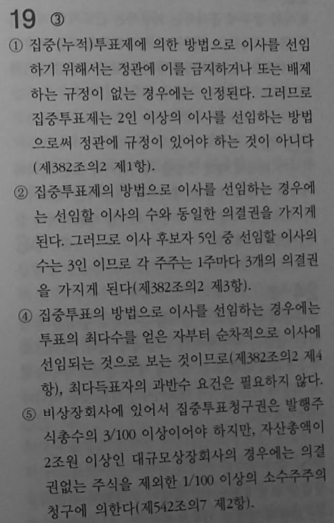 19 ③
① 집중(누적)투표제에 의한 방법으로 이사를 선임
하기 위해서는 정관에 이를 금지하거나 또는 배제
하는 규정이 없는 경우에는 인정된다. 그러므로
집중투표제는 2인 이상의 이사를 선임하는 방법
으로써 정관에 규정이 있어야 하는 것이 아니다
(제382조의2 제1항).
② 집중투표제의 방법으로 이사를 선임하는 경우에
는 선임할 이사의 수와 동일한 의결권을 가지게
된다. 그러므로 이사 후보자 5인 중 선임할 이사의
수는 3인 이므로 각 주주는 1주마다 3개의 의결권
을 가지게 된다(제382조의2 제3항).
④ 집중투표의 방법으로 이사를 선임하는 경우에는
투표의 최다수를 얻은 자부터 순차적으로 이사에
선임되는 것으로 보는 것이므로(제382조의2 제4
항), 최다득표자의 과반수 요건은 필요하지 않다.
⑤ 비상장회사에 있어서 집중투표청구권은 발행주
식총수의 3/100 이상이어야 하지만, 자산총액이
2조원 이상인 대규모상장회사의 경우에는 의결
권없는 주식을 제외한 1/100 이상의 소수주주의
청구에 의한다(제542조의7 제2항).